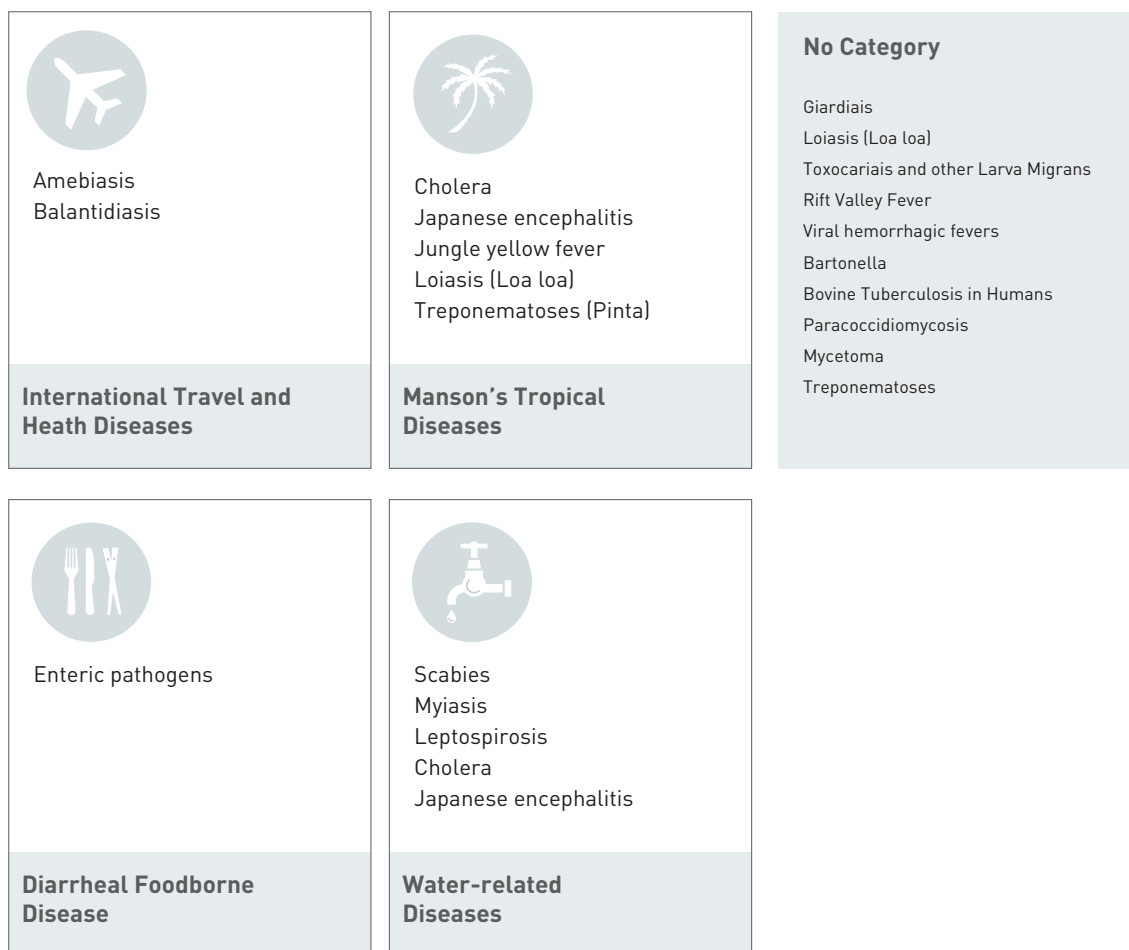 Amebiasis
Balantidiasis
International Travel and
Heath Diseases
Cholera
Japanese encephalitis
Jungle yellow fever
Loiasis (Loa loa)
Treponematoses (Pinta)
Manson's Tropical
Diseases
No Category
Giardiais
Loiasis (Loa loa)
Toxocariais and other Larva Migrans
Rift Valley Fever
Viral hemorrhagic fevers
Bartonella
Bovine Tuberculosis in Humans
Paracoccidiomycosis
Mycetoma
Treponematoses
Enteric pathogens
Diarrheal Foodborne
Disease
Scabies
Myiasis
Leptospirosis
Cholera
Japanese encephalitis
Water-related
Diseases